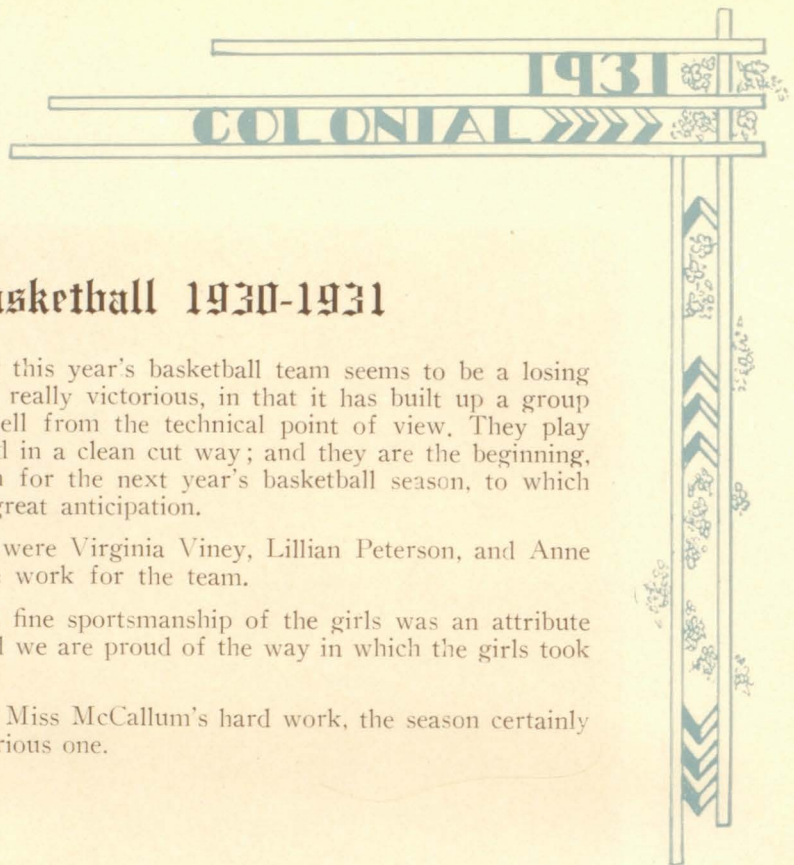 1931
COLONIAL
asketball 1930-1931
this year's basketball team seems to be a losing
really victorious, in that it has built up a group
ell from the technical point of view. They play
d in a clean cut way; and they are the beginning,
n for the next year's basketball season, to which
great anticipation.
were Virginia Viney, Lillian Peterson, and Anne
e work for the team.
fine sportsmanship of the girls was an attribute
d we are proud of the way in which the girls took
Miss McCallum's hard work, the season certainly
rious one.